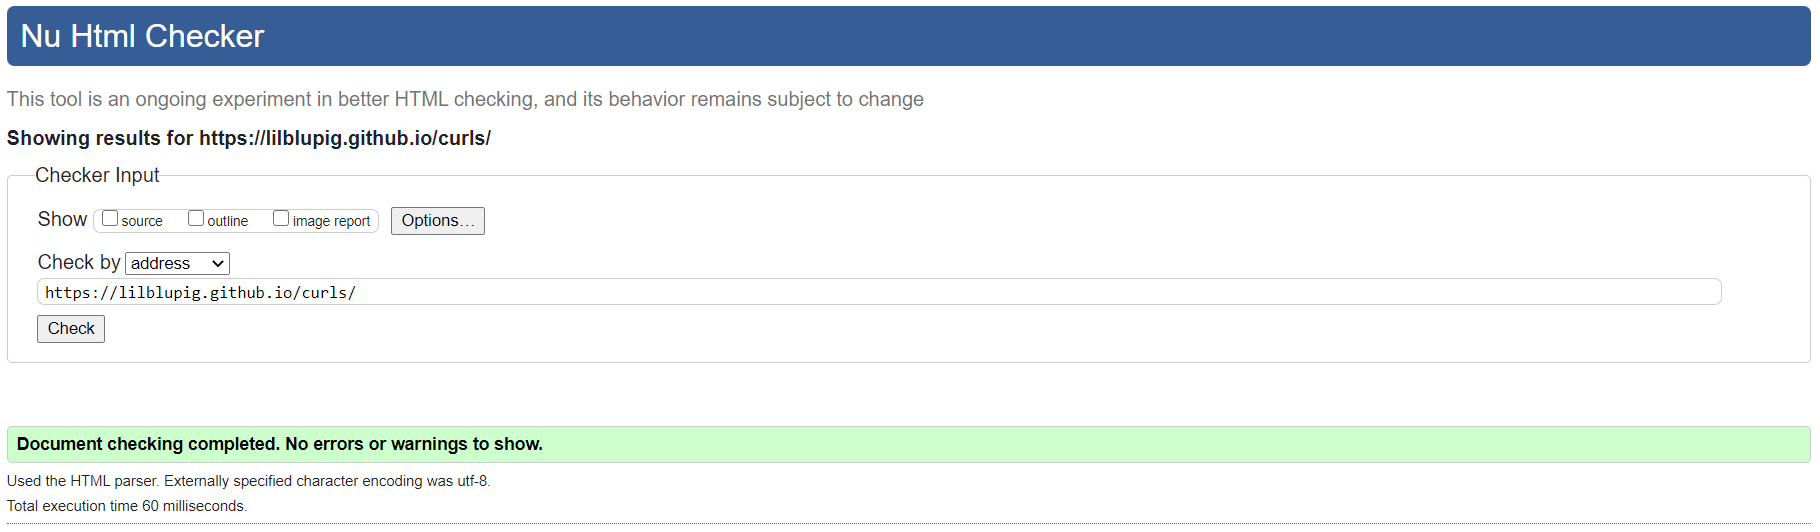 Nu Html Checker
This tool is an ongoing experiment in better HTML checking, and its behavior remains subject to change
Showing results for https://lilblupig.github.io/curls/
Checker Input
Show source outline image report Options…
Check by address
https://lilblupig.github.io/curls/
Check
Document checking completed. No errors or warnings to show.
Used the HTML parser. Externally specified character encoding was utf-8.
Total execution time 60 milliseconds.